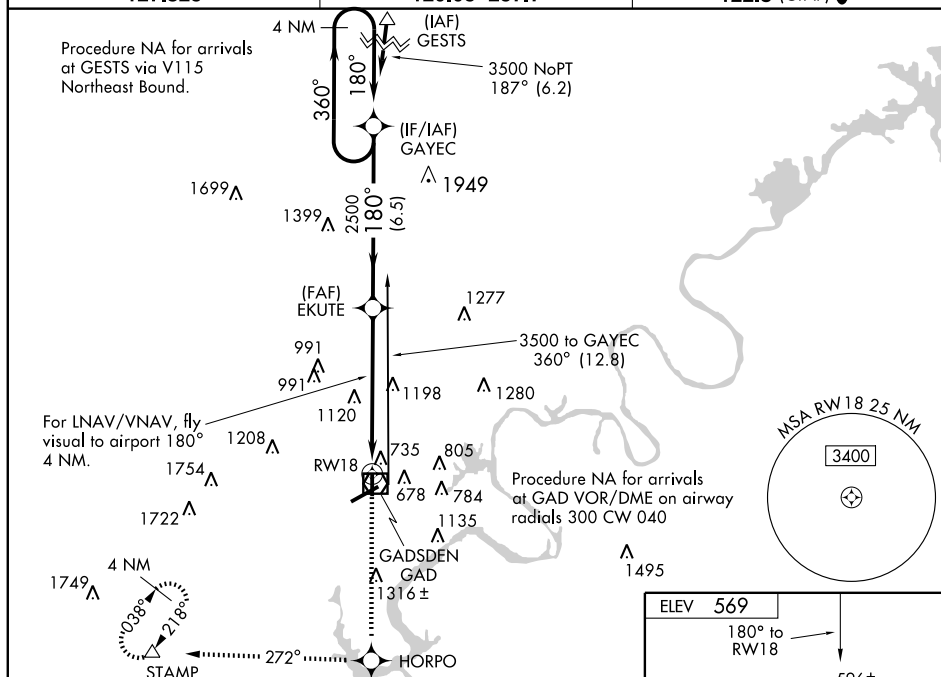 4 NM
(IAF)
GESTS
Procedure NA for arrivals
at GESTS via V115
Northeast Bound.
3500 NoPT
187° (6.2)
360°
180°
(IF/IAF)
GAYEC
1949
1699
1399
2500
180°
(6.5)
(FAF)
EKUTE
1277
3500 to GAYEC
360° (12.8)
991
991
1198
1280
1120
For LNAV/VNAV, fly
visual to airport 180°
4 NM.
1208
MSA RW18 25 NM
3400
735
805
RW18
1754
678
784
Procedure NA for arrivals
at GAD VOR/DME on airway
radials 300 CW 040
1722
1135
GADSDEN
GAD
1495
4 NM
1749
1316 ±
038°
218°
ELEV 569
180° to
RW18
STAMP
272°
HORPO